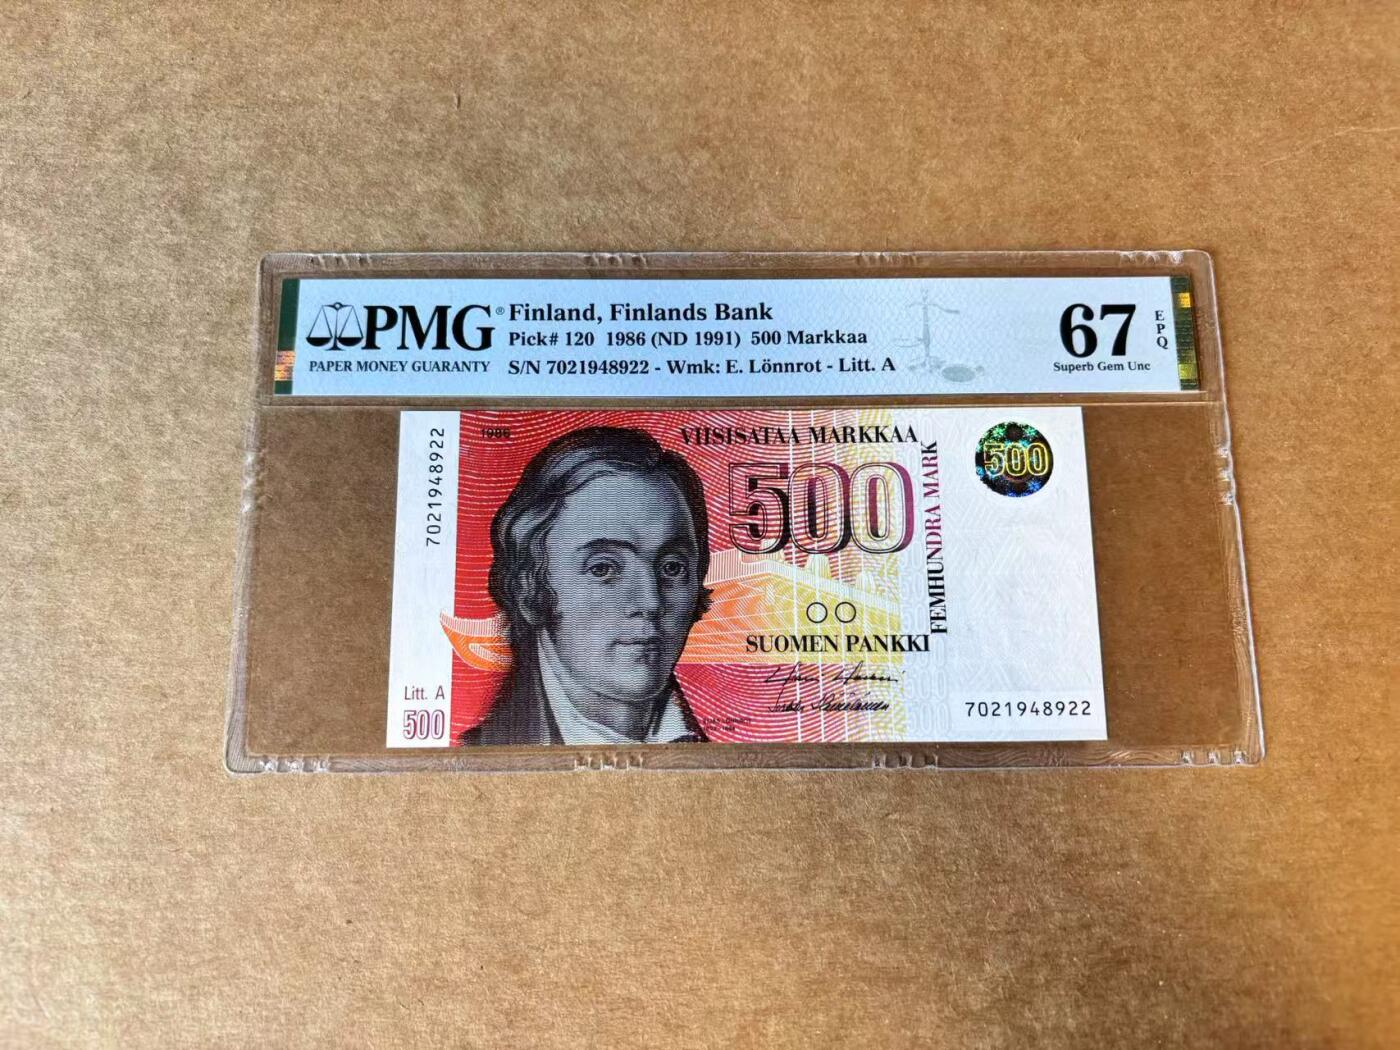 PMG®
PAPER MONEY GUARANTY
Finland, Finlands Bank
Pick# 120 1986 (ND 1991) 500 Markkaa
S/N 7021948922 - Wmk: E. Lönnrot - Litt. A
67
EPQ
Superb Gem Unc
7021948922
1986
VIISISATAA MARKKAA
500
FEMHUNDRA MARK
500
SUOMEN PANKKI
Litt. A
500
7021948922